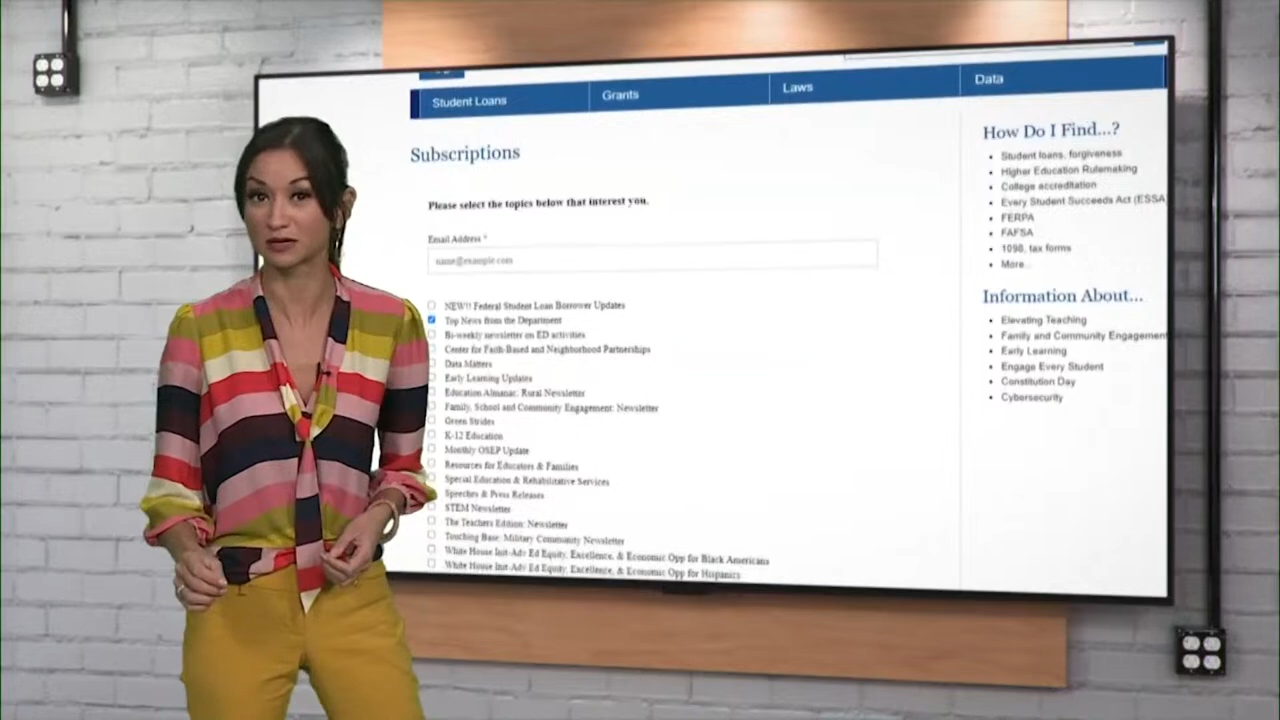 Student Loans
Grants
Laws
Data
Subscriptions
Please select the topics below that interest you.
Email Address *
name@example.com
NEW!! Federal Student Loan Borrower Updates
Top News from the Department
Bi-weekly newsletter on ED activities
Center for Faith-Based and Neighborhood Partnerships
Data Matters
Early Learning Updates
Education Almanac: Rural Newsletter
Family, School and Community Engagement: Newsletter
Green Strides
K-12 Education
Monthly OSEP Update
Resources for Educators & Families
Special Education & Rehabilitative Services
Speeches & Press Releases
STEM Newsletter
The Teachers Edition: Newsletter
Touching Base: Military Community Newsletter
White House Init-Adv Ed Equity, Excellence, & Economic Opp for Black Americans
White House Init-Adv Ed Equity, Excellence, & Economic Opp for Hispanics
How Do I Find...?
Student loans, forgiveness
Higher Education Rulemaking
College accreditation
Every Student Succeeds Act (ESSA
FERPA
FAFSA
1098, tax forms
More...
Information About...
Elevating Teaching
Family and Community Engagement
Early Learning
Engage Every Student
Constitution Day
Cybersecurity